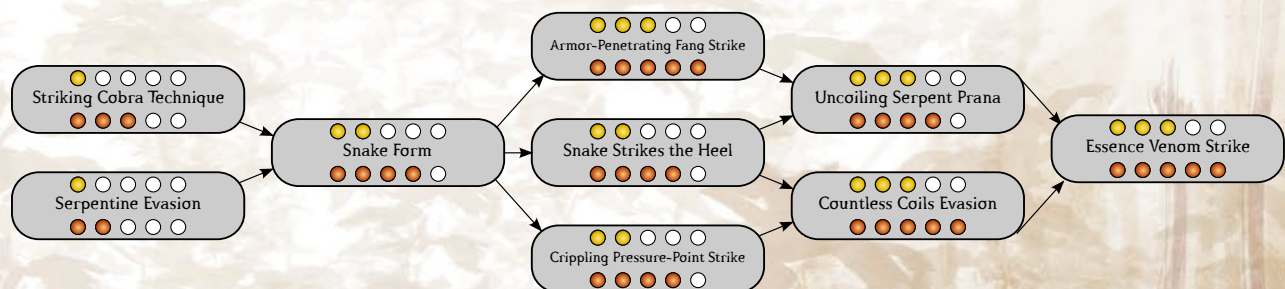 Armor-Penetrating Fang Strike
Striking Cobra Technique
Uncoiling Serpent Prana
Snake Form
Snake Strikes the Heel
Essence Venom Strike
Serpentine Evasion
Countless Coils Evasion
Crippling Pressure-Point Strike